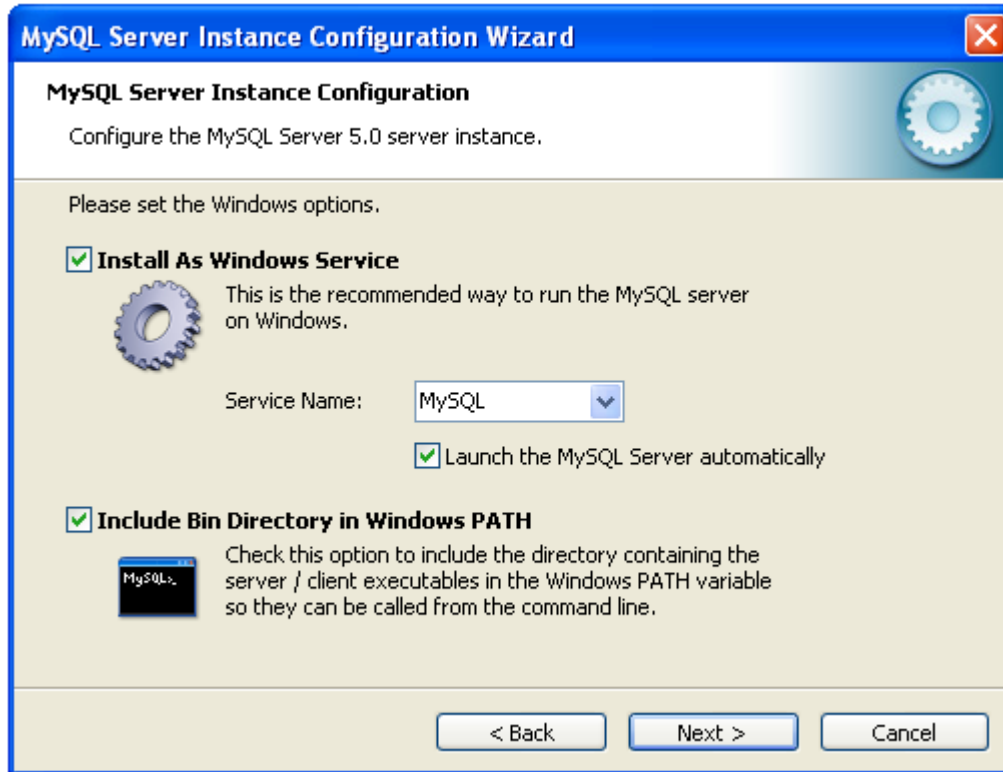 MySQL Server Instance Configuration Wizard
MySQL Server Instance Configuration
Configure the MySQL Server 5.0 server instance.
Please set the Windows options.
Install As Windows Service
This is the recommended way to run the MySQL server
on Windows.
Service Name: MySQL
Launch the MySQL Server automatically
Include Bin Directory in Windows PATH
MySQL>_
Check this option to include the directory containing the
server / client executables in the Windows PATH variable
so they can be called from the command line.
< Back Next > Cancel